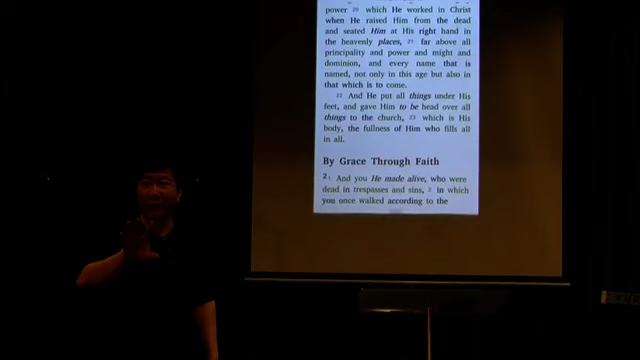 power 20 which He worked in Christ
when He raised Him from the dead
and seated Him at His right hand in
the heavenly places, 21 far above all
principality and power and might and
dominion, and every name that is
named, not only in this age but also in
that which is to come.
22 And He put all things under His
feet, and gave Him to be head over all
things to the church, 23 which is His
body, the fullness of Him who fills all
in all.
By Grace Through Faith
2:1 And you He made alive, who were
dead in trespasses and sins, 2 in which
you once walked according to the